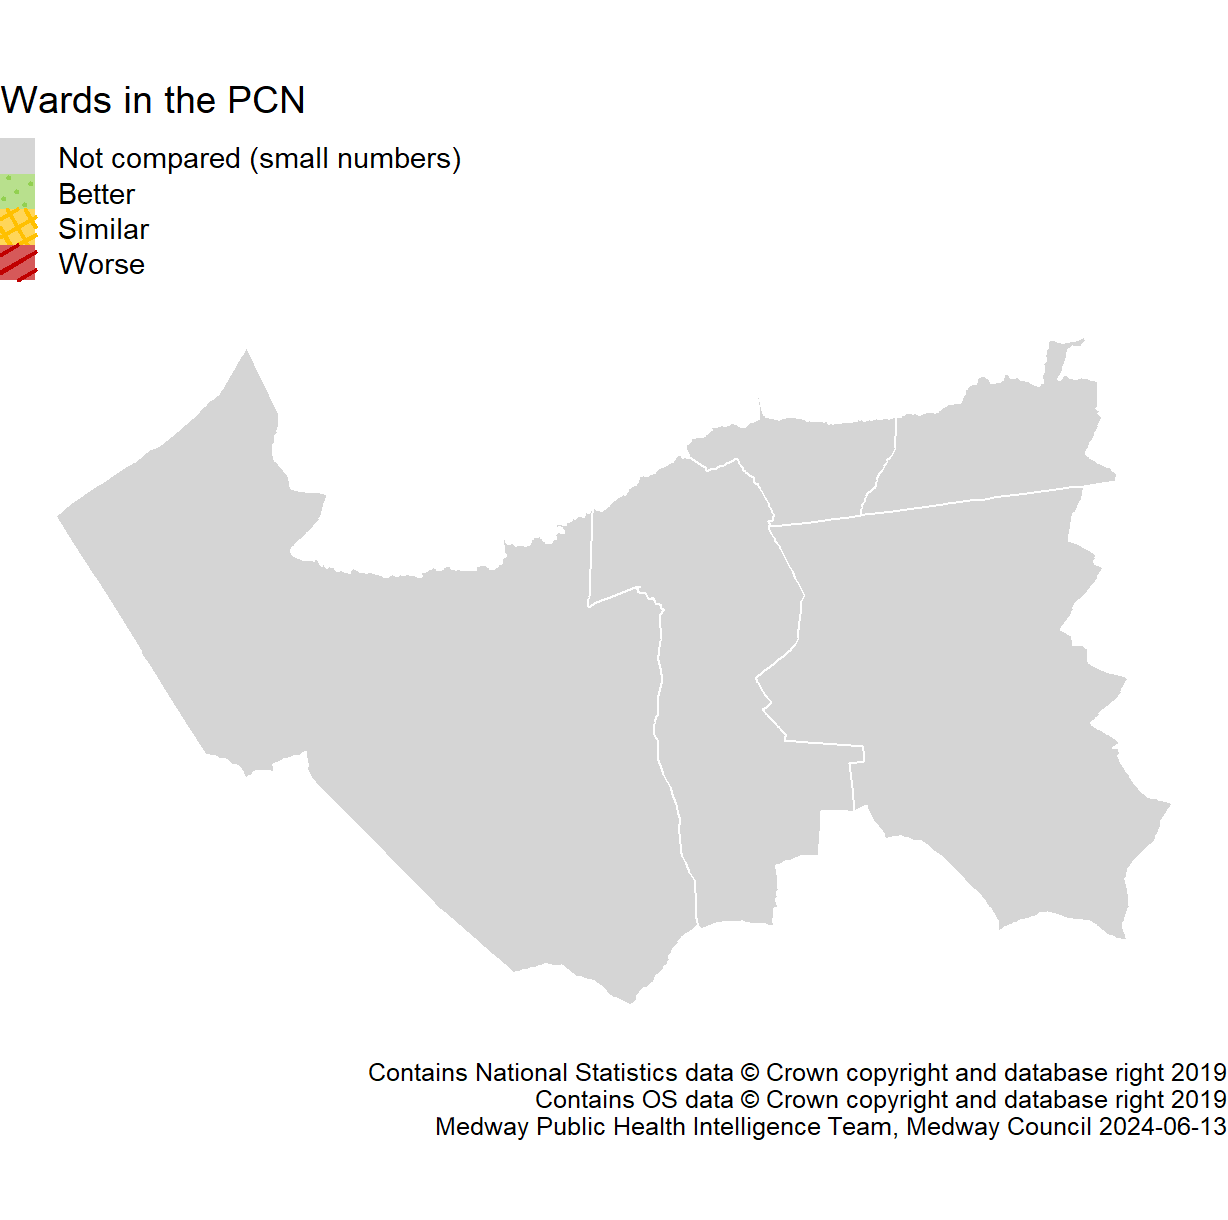 Wards in the PCN
Not compared (small numbers)
Better
Similar
Worse
Contains National Statistics data © Crown copyright and database right 2019
Contains OS data © Crown copyright and database right 2019
Medway Public Health Intelligence Team, Medway Council 2024-06-13